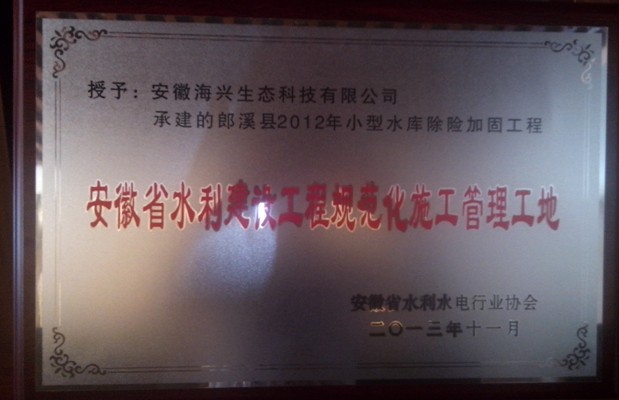 授予：安徽海兴生态科技有限公司
承建的郎溪县2012年小型水库除险加固工程
安徽省水利建设工程规范化施工管理工地
安徽省水利水电行业协会
二〇一三年十一月